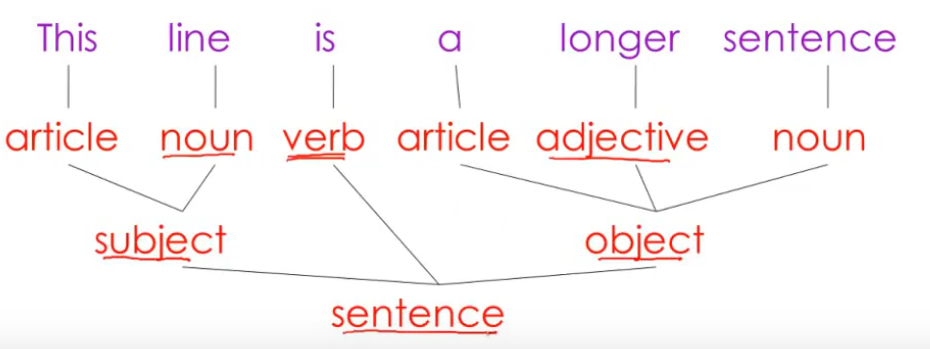 This line is a longer sentence
article noun verb article adjective noun
subject object
sentence